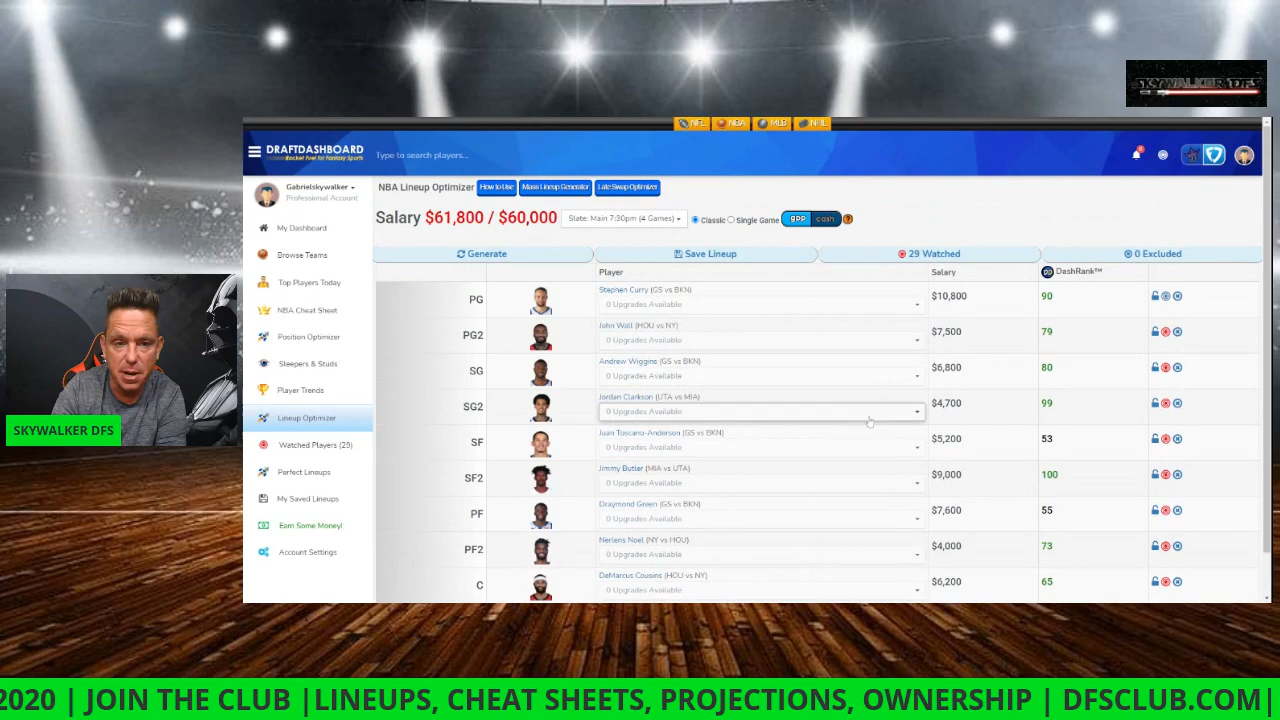 SKYWALKER DFS
NFL NBA MLB NHL
DRAFTDASHBOARD
Rocket Fuel for Fantasy Sports
Type to search players...
Gabrielskywalker
Professional Account
My Dashboard
Browse Teams
Top Players Today
NBA Cheat Sheet
Position Optimizer
Sleepers & Studs
Player Trends
Lineup Optimizer
Watched Players (29)
Perfect Lineups
My Saved Lineups
Earn Some Money!
Account Settings
NBA Lineup Optimizer How to Use Mass Lineup Generator Late Swap Optimizer
Salary $61,800 / $60,000 Slate: Main 7:30pm (4 Games) Classic Single Game gpp cash ?
Generate Save Lineup 29 Watched 0 Excluded
Player Salary DashRank™
PG Stephen Curry (GS vs BKN) $10,800 90
0 Upgrades Available
PG2 John Wall (HOU vs NY) $7,500 79
0 Upgrades Available
SG Andrew Wiggins (GS vs BKN) $6,800 80
0 Upgrades Available
SG2 Jordan Clarkson (UTA vs MIA) $4,700 99
0 Upgrades Available
SF Juan Toscano-Anderson (GS vs BKN) $5,200 53
0 Upgrades Available
SF2 Jimmy Butler (MIA vs UTA) $9,000 100
0 Upgrades Available
PF Draymond Green (GS vs BKN) $7,600 55
0 Upgrades Available
PF2 Nerlens Noel (NY vs HOU) $4,000 73
0 Upgrades Available
C DeMarcus Cousins (HOU vs NY) $6,200 65
0 Upgrades Available
SKYWALKER DFS
2020 | JOIN THE CLUB |LINEUPS, CHEAT SHEETS, PROJECTIONS, OWNERSHIP | DFSCLUB.COM|